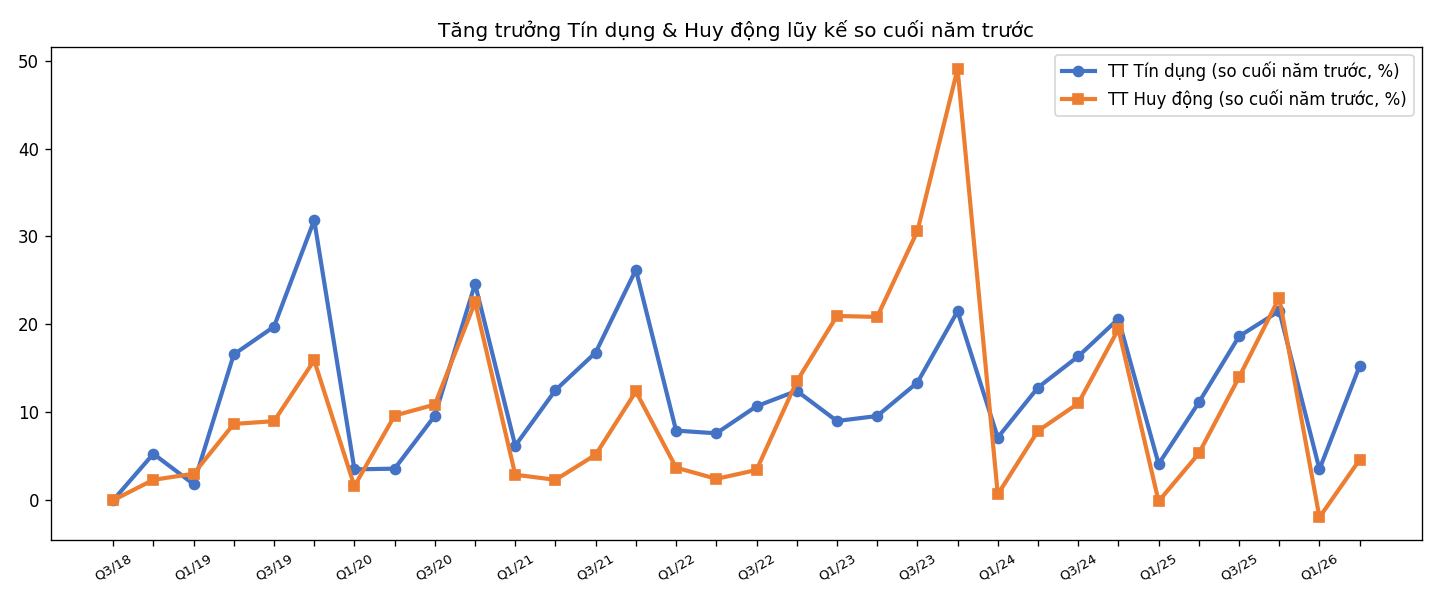 Tăng trưởng Tín dụng & Huy động lũy kế so cuối năm trước
TT Tín dụng (so cuối năm trước, %)
TT Huy động (so cuối năm trước, %)
50
40
30
20
10
0
Q3/18 Q1/19 Q3/19 Q1/20 Q3/20 Q1/21 Q3/21 Q1/22 Q3/22 Q1/23 Q3/23 Q1/24 Q3/24 Q1/25 Q3/25 Q1/26